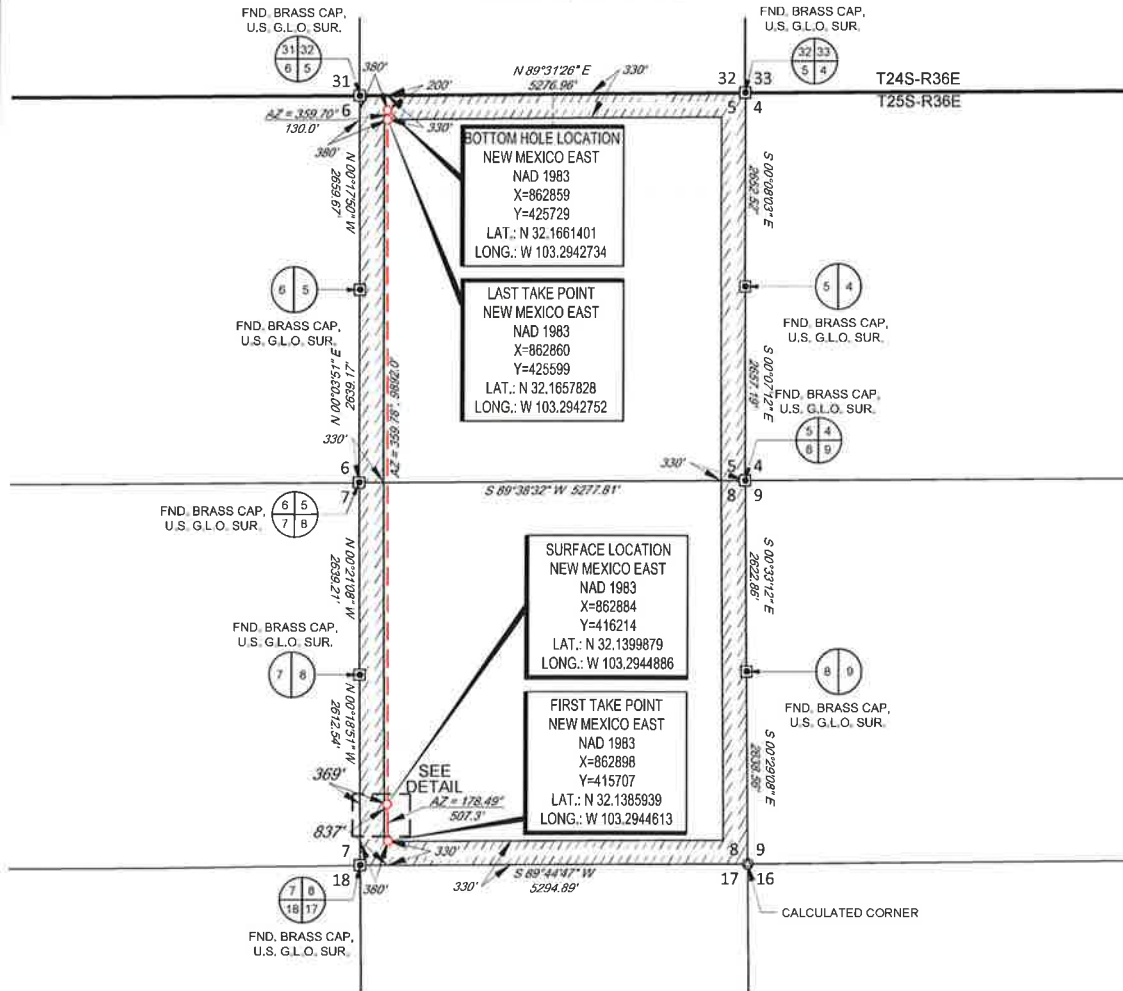 FND. BRASS CAP,
U.S. G.L.O. SUR.
31 32
6 5
FND. BRASS CAP,
U.S. G.L.O. SUR.
32 33
5 4
31
380'
200'
N 89°31'26" E
5276.96'
330'
32 33
T24S-R36E
6
5 4
T25S-R36E
AZ = 359.70°
130.0'
380'
330'
BOTTOM HOLE LOCATION
NEW MEXICO EAST
NAD 1983
X=862859
Y=425729
LAT.: N 32.1661401
LONG.: W 103.2942734
N 00°17'50" W
2659.67'
S 00°08'03" E
2652.52'
LAST TAKE POINT
NEW MEXICO EAST
NAD 1983
X=862860
Y=425599
LAT.: N 32.1657828
LONG.: W 103.2942752
6 5
FND. BRASS CAP,
U.S. G.L.O. SUR.
5 4
FND. BRASS CAP,
U.S. G.L.O. SUR.
2639.17'
AZ = 359.78°, 9892.0'
S 00°07'12" E
2657.19'
FND. BRASS CAP,
U.S. G.L.O. SUR.
5 4
8 9
330'
330'
6
7
5 4
8 9
S 89°38'32" W 5277.81'
FND. BRASS CAP,
U.S. G.L.O. SUR.
6 5
7 8
SURFACE LOCATION
NEW MEXICO EAST
NAD 1983
X=862884
Y=416214
LAT.: N 32.1399879
LONG.: W 103.2944886
N 00°21'08" W
2639.21'
S 00°33'12" E
2622.86'
FND. BRASS CAP,
U.S. G.L.O. SUR.
7 8
8 9
FND. BRASS CAP,
U.S. G.L.O. SUR.
FIRST TAKE POINT
NEW MEXICO EAST
NAD 1983
X=862898
Y=415707
LAT.: N 32.1385939
LONG.: W 103.2944613
N 00°18'51" W
2612.54'
S 00°29'08" E
2638.56'
369'
SEE
DETAIL
AZ = 178.49°
507.3'
837'
330'
7
18
380'
330'
S 89°44'47" W
5294.89'
8 9
17 16
CALCULATED CORNER
7 8
18 17
FND. BRASS CAP,
U.S. G.L.O. SUR.